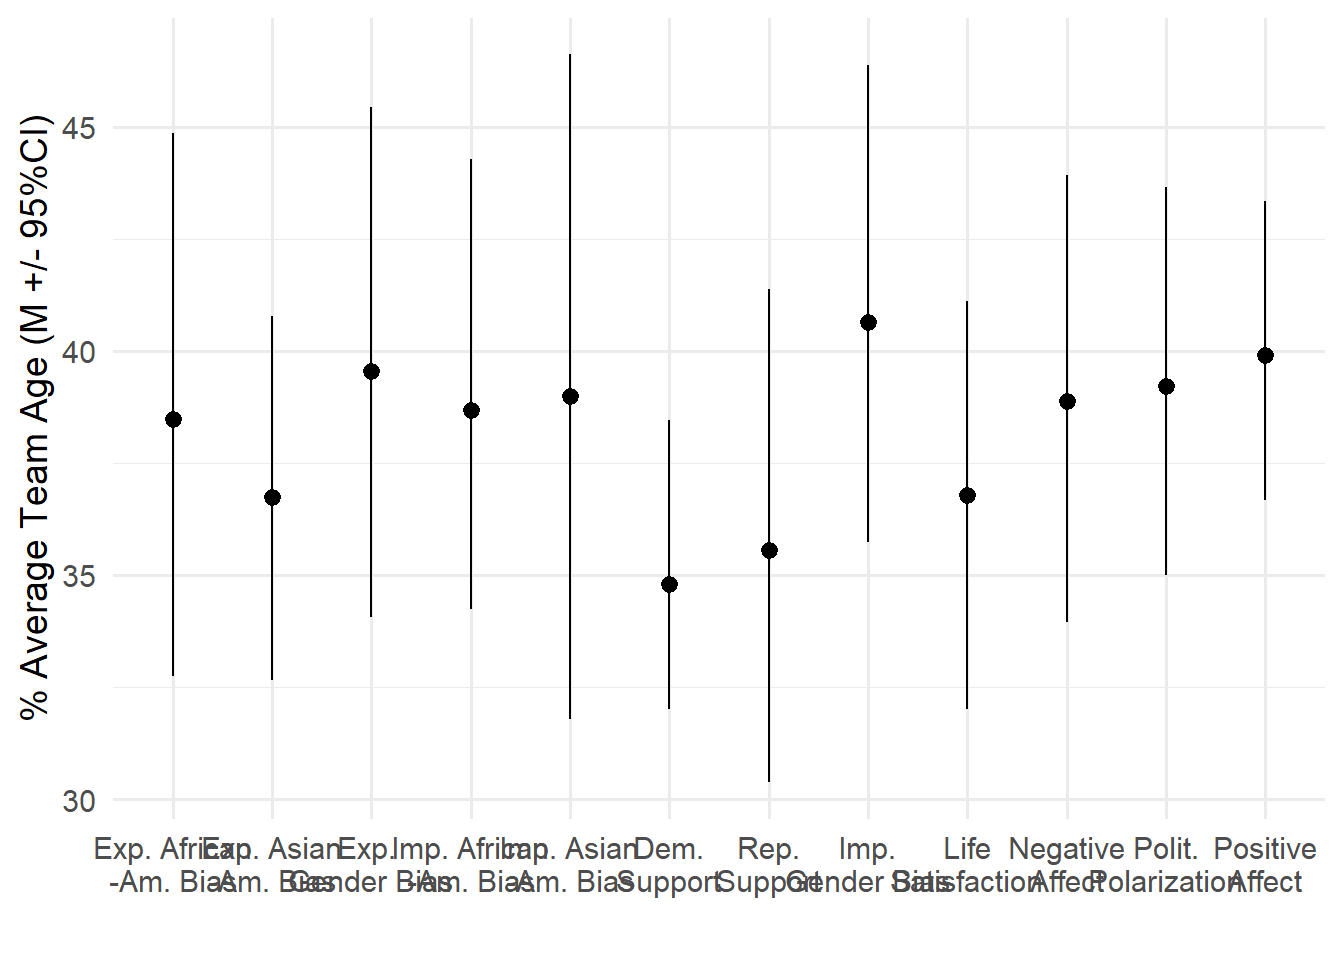 % Average Team Age (M +/- 95%CI)
45
40
35
30
Exp. African
-Am. Bias
Exp. Asian
-Am. Bias
Exp.
Gender Bias
Imp. African
-Am. Bias
Imp. Asian
-Am. Bias
Dem.
Support
Rep.
Support
Imp.
Gender Bias
Life
Satisfaction
Negative
Affect
Polit.
Polarization
Positive
Affect